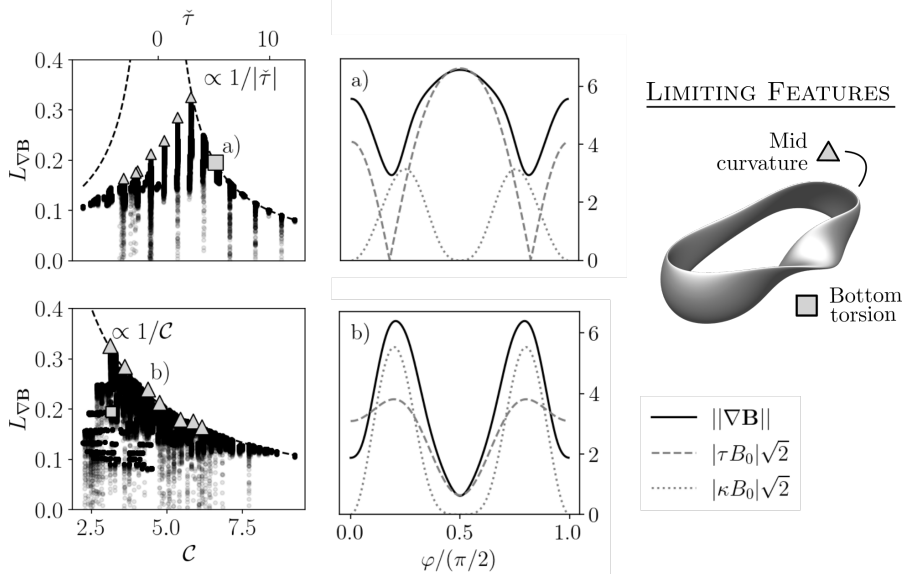 τ̌
0 10
0.4
0.3
0.2
0.1
0.0
L∇B
∝ 1/|τ̌|
a)
a)
6
4
2
0
LIMITING FEATURES
Mid
curvature
Bottom
torsion
0.4
0.3
0.2
0.1
0.0
L∇B
∝ 1/C
b)
2.5 5.0 7.5
C
b)
6
4
2
0
0.0 0.5 1.0
φ/(π/2)
||∇B||
|τB₀|√2
|κB₀|√2